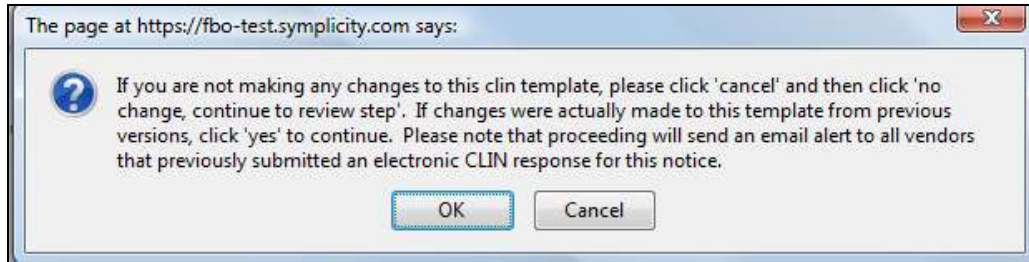 The page at https://fbo-test.symplicity.com says:
If you are not making any changes to this clin template, please click 'cancel' and then click 'no
change, continue to review step'. If changes were actually made to this template from previous
versions, click 'yes' to continue. Please note that proceeding will send an email alert to all vendors
that previously submitted an electronic CLIN response for this notice.
OK
Cancel